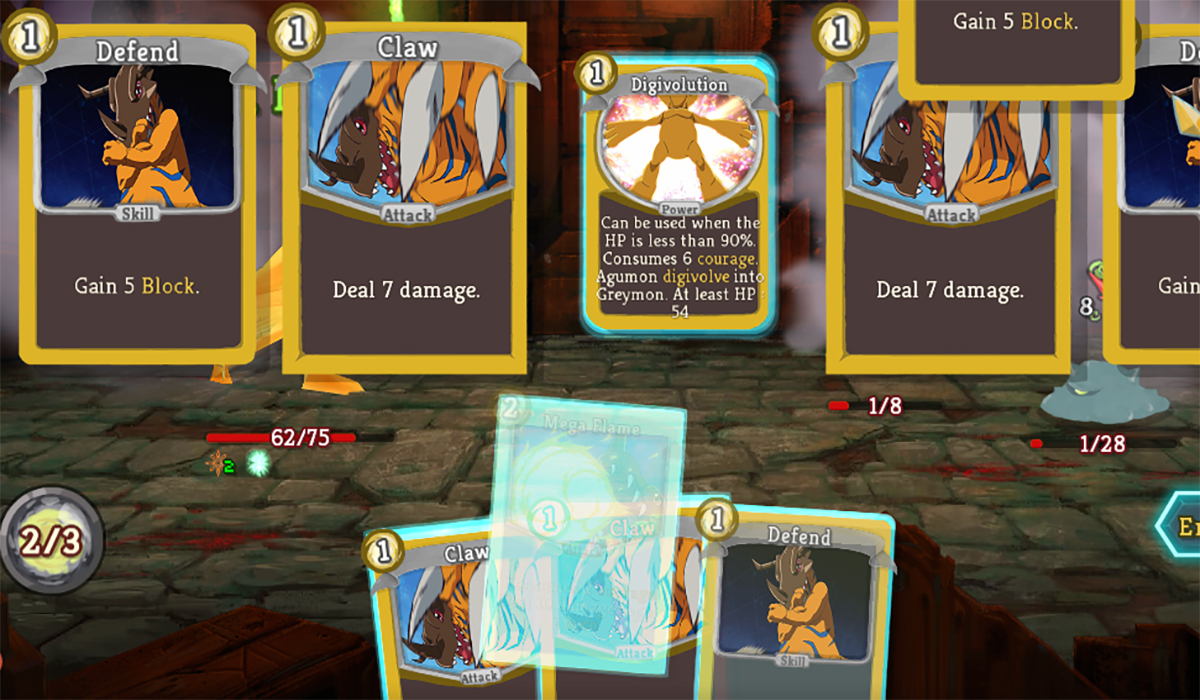 1
Defend
Skill
Gain 5 Block.
1
Claw
Attack
Deal 7 damage.
1
Digivolution
Power
Can be used when the
HP is less than 90%.
Consumes 6 courage.
Agumon digivolve into
Greymon. At least HP :
54
1
Attack
Deal 7 damage.
Gain 5 Block.
D
Gain
8
62/75
2
1/8
1/28
2/3
2
Mega Flame
1
Claw
Attack
1
Claw
Attack
1
Defend
Skill
E